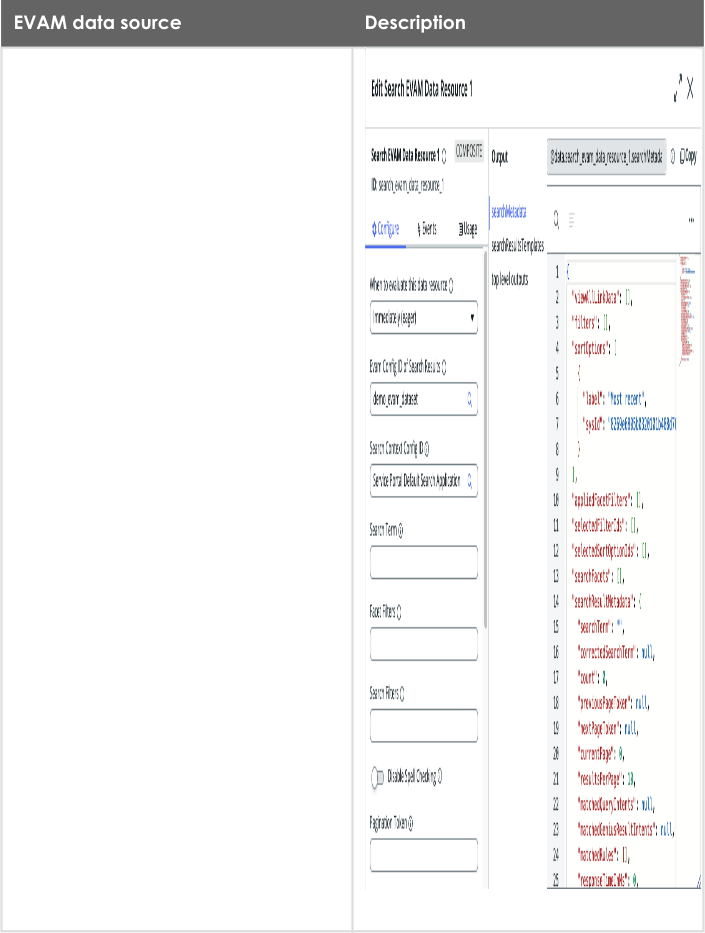 EVAM data source Description
Edit Search EVAM Data Resource 1
Search EVAM Data Resource 1 COMPOSITE
ID: search_evam_data_resource_1
Configure Events Usage
When to evaluate this data resource
Immediately (eager)
Evam Config ID of Search Results
demo_evam_dataset
Search Context Config ID
Service Portal Default Search Application
Search Term
Facet Filters
Search Filters
Disable Spell Checking
Pagination Token
Output
searchMetadata
searchResultsTemplates
top level outputs
@data.search_evam_data_resource_1.searchMetada Copy
1 {
2 "viewAllLinkData": [],
3 "filters": [],
4 "sortOptions": [
5 {
6 "label": "Most recent",
7 "sysId":
8 }
9 ],
10 "appliedFacetFilters": [],
11 "selectedFilterIds": [],
12 "selectedSortOptionIds": [],
13 "searchFacets": [],
14 "searchResultMetadata": {
15 "searchTerm": "",
16 "correctedSearchTerm": null,
17 "count": 0,
18 "previousPageToken": null,
19 "nextPageToken": null,
20 "currentPage": 0,
21 "resultsPerPage": 10,
22 "matchedQueryIntents": null,
23 "matchedGeniusResultIntents": null,
24 "matchedRules": [],
25 "responseTimeInMs": 0,